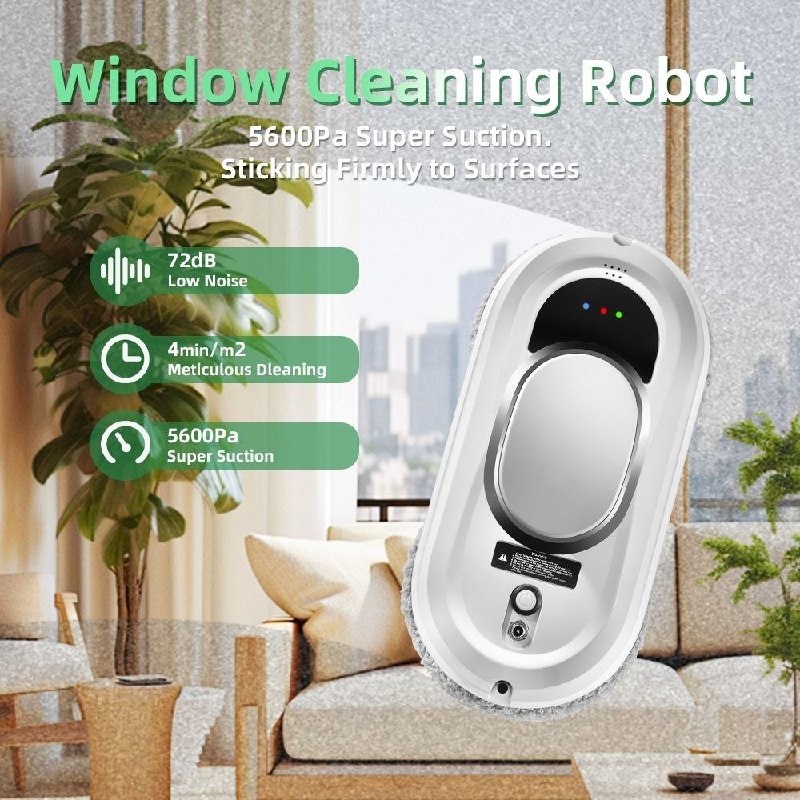 Window Cleaning Robot
5600Pa Super Suction.
Sticking Firmly to Surfaces
72dB
Low Noise
4min/m2
Meticulous Dleaning
5600Pa
Super Suction